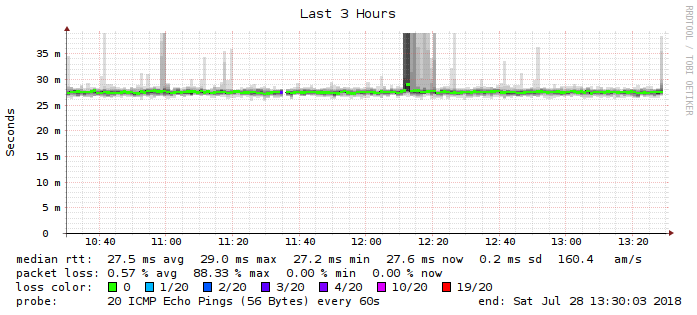 Last 3 Hours
RRDTOOL / TOBI OETIKER
Seconds
35 m
30 m
25 m
20 m
15 m
10 m
5 m
0
10:40 11:00 11:20 11:40 12:00 12:20 12:40 13:00 13:20
median rtt: 27.5 ms avg 29.0 ms max 27.2 ms min 27.6 ms now 0.2 ms sd 160.4 am/s
packet loss: 0.57 % avg 88.33 % max 0.00 % min 0.00 % now
loss color: 0 1/20 2/20 3/20 4/20 10/20 19/20
probe: 20 ICMP Echo Pings (56 Bytes) every 60s end: Sat Jul 28 13:30:03 2018